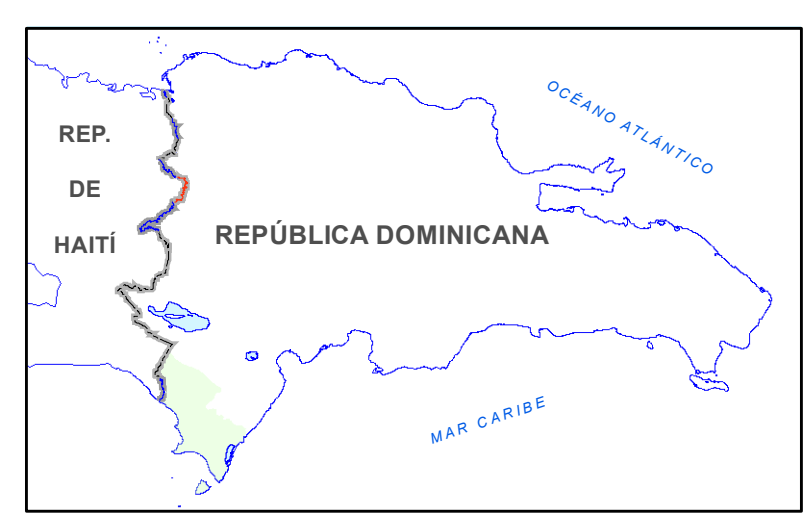 OCÉANO ATLÁNTICO
REP.
DE
HAITÍ
REPÚBLICA DOMINICANA
MAR CARIBE